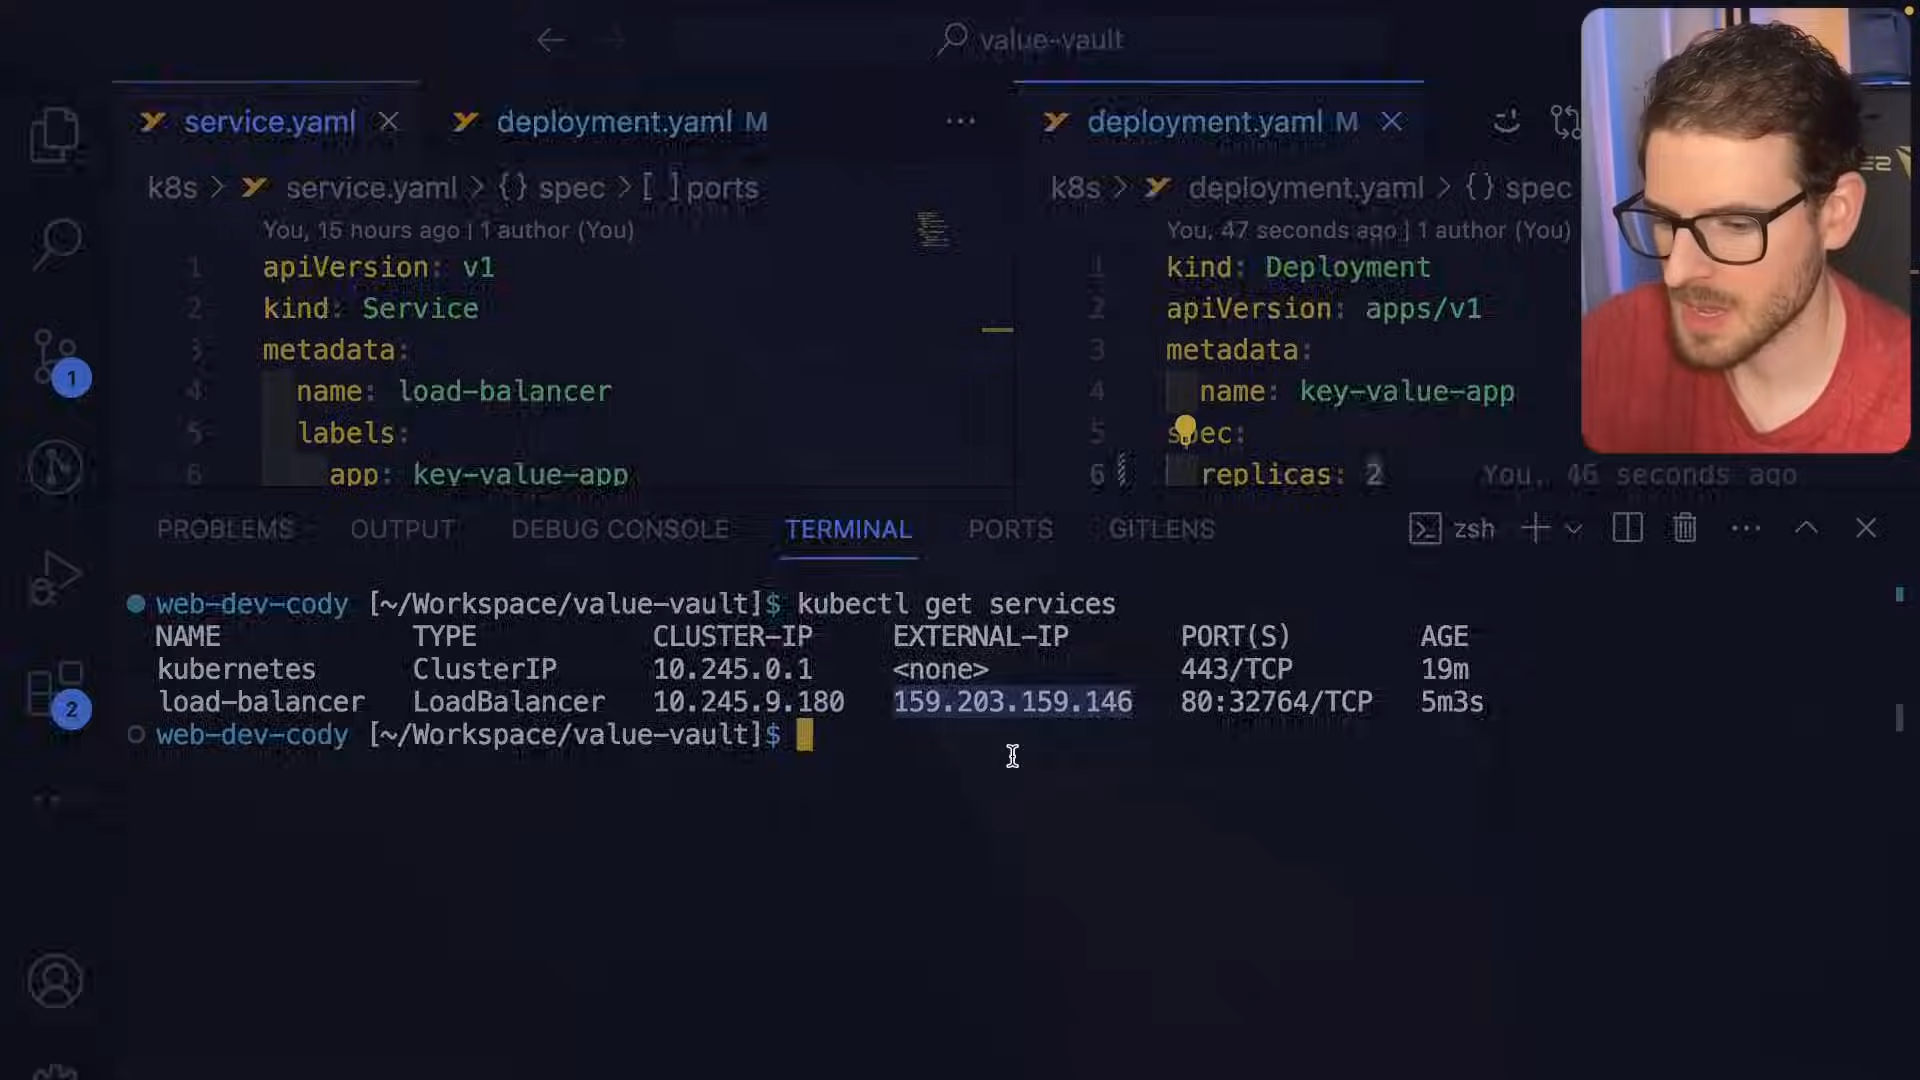 value-vault
service.yaml
deployment.yaml M
deployment.yaml M
k8s > service.yaml > {} spec > [ ] ports
k8s > deployment.yaml > {} spec
You, 15 hours ago | 1 author (You)
1 apiVersion: v1
2 kind: Service
3 metadata:
4 name: load-balancer
5 labels:
6 app: key-value-app
You, 47 seconds ago | 1 author (You)
1 kind: Deployment
2 apiVersion: apps/v1
3 metadata:
4 name: key-value-app
5 spec:
6 replicas: 2 You, 46 seconds ago
PROBLEMS OUTPUT DEBUG CONSOLE TERMINAL PORTS GITLENS zsh
web-dev-cody [~/Workspace/value-vault]$ kubectl get services
NAME TYPE CLUSTER-IP EXTERNAL-IP PORT(S) AGE
kubernetes ClusterIP 10.245.0.1 <none> 443/TCP 19m
load-balancer LoadBalancer 10.245.9.180 159.203.159.146 80:32764/TCP 5m3s
web-dev-cody [~/Workspace/value-vault]$
1
2